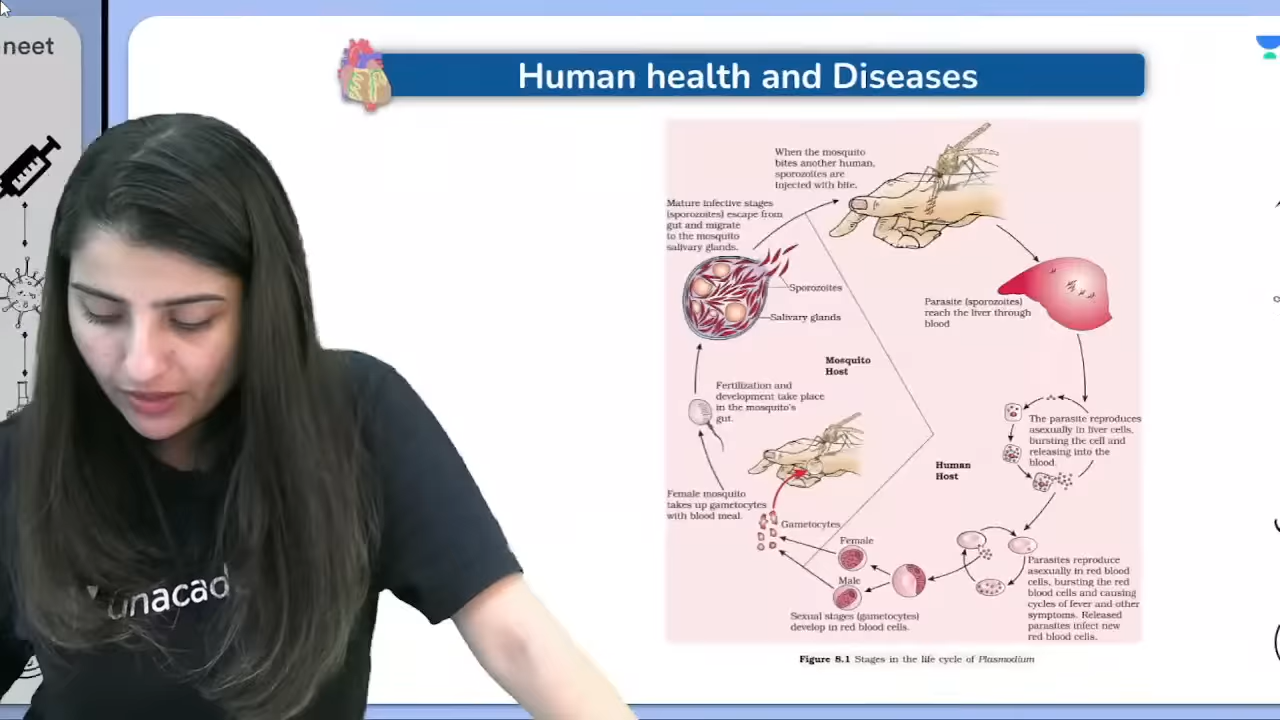 neet
Human health and Diseases
When the mosquito
bites another human,
sporozoites are
injected with bite.
Mature infective stages
(sporozoites) escape from
gut and migrate
to the mosquito
salivary glands.
Sporozoites
Salivary glands
Parasite (sporozoites)
reach the liver through
blood
Mosquito
Host
Fertilization and
development take place
in the mosquito's
gut.
The parasite reproduces
asexually in liver cells,
bursting the cell and
releasing into the
blood.
Human
Host
Female mosquito
takes up gametocytes
with blood meal.
Gametocytes
Female
Male
Parasites reproduce
asexually in red blood
cells, bursting the red
blood cells and causing
cycles of fever and other
symptoms. Released
parasites infect new
red blood cells.
Sexual stages (gametocytes)
develop in red blood cells.
Figure 8.1 Stages in the life cycle of Plasmodium
unacad